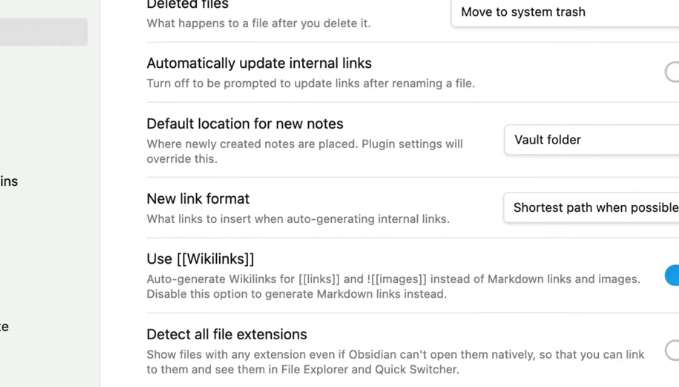 Deleted files
Move to system trash
What happens to a file after you delete it.
Automatically update internal links
Turn off to be prompted to update links after renaming a file.
Default location for new notes
Where newly created notes are placed. Plugin settings will
override this.
Vault folder
ins
New link format
What links to insert when auto-generating internal links.
Shortest path when possible
Use [[Wikilinks]]
Auto-generate Wikilinks for [[links]] and ![[images]] instead of Markdown links and images.
Disable this option to generate Markdown links instead.
te
Detect all file extensions
Show files with any extension even if Obsidian can't open them natively, so that you can link
to them and see them in File Explorer and Quick Switcher.